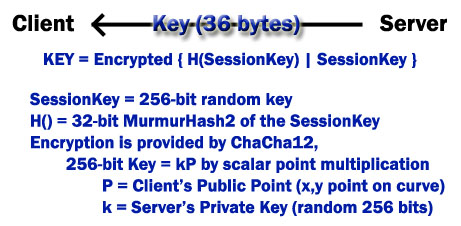 Client Key (36 bytes) Server
KEY = Encrypted { H(SessionKey) | SessionKey }
SessionKey = 256-bit random key
H() = 32-bit MurmurHash2 of the SessionKey
Encryption is provided by ChaCha12,
256-bit Key = kP by scalar point multiplication
P = Client's Public Point (x,y point on curve)
k = Server's Private Key (random 256 bits)